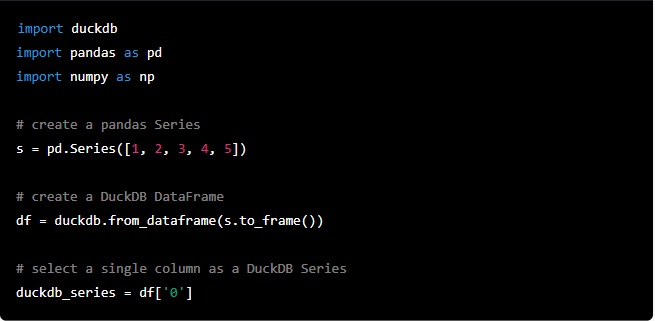 import duckdb
import pandas as pd
import numpy as np
# create a pandas Series
s = pd.Series([1, 2, 3, 4, 5])
# create a DuckDB DataFrame
df = duckdb.from_dataframe(s.to_frame())
# select a single column as a DuckDB Series
duckdb_series = df['0']